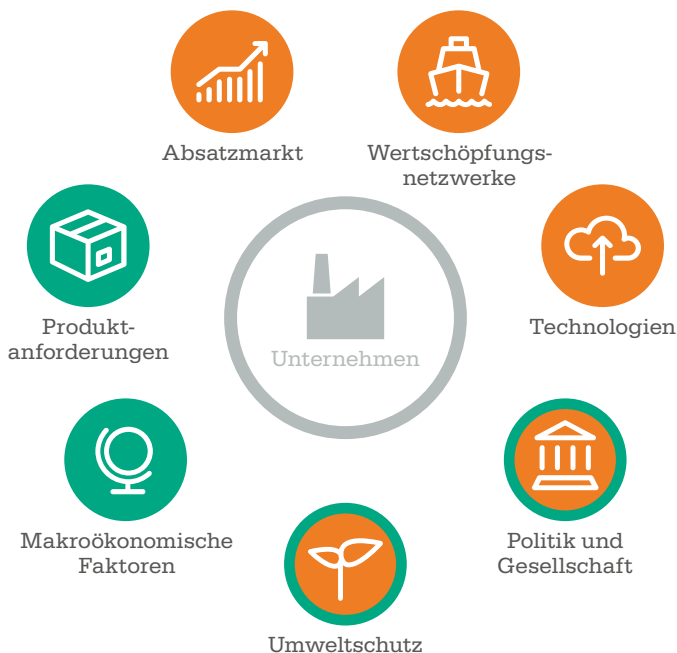 Absatzmarkt
Wertschöpfungs-
netzwerke
Produkt-
anforderungen
Unternehmen
Technologien
Makroökonomische
Faktoren
Politik und
Gesellschaft
Umweltschutz